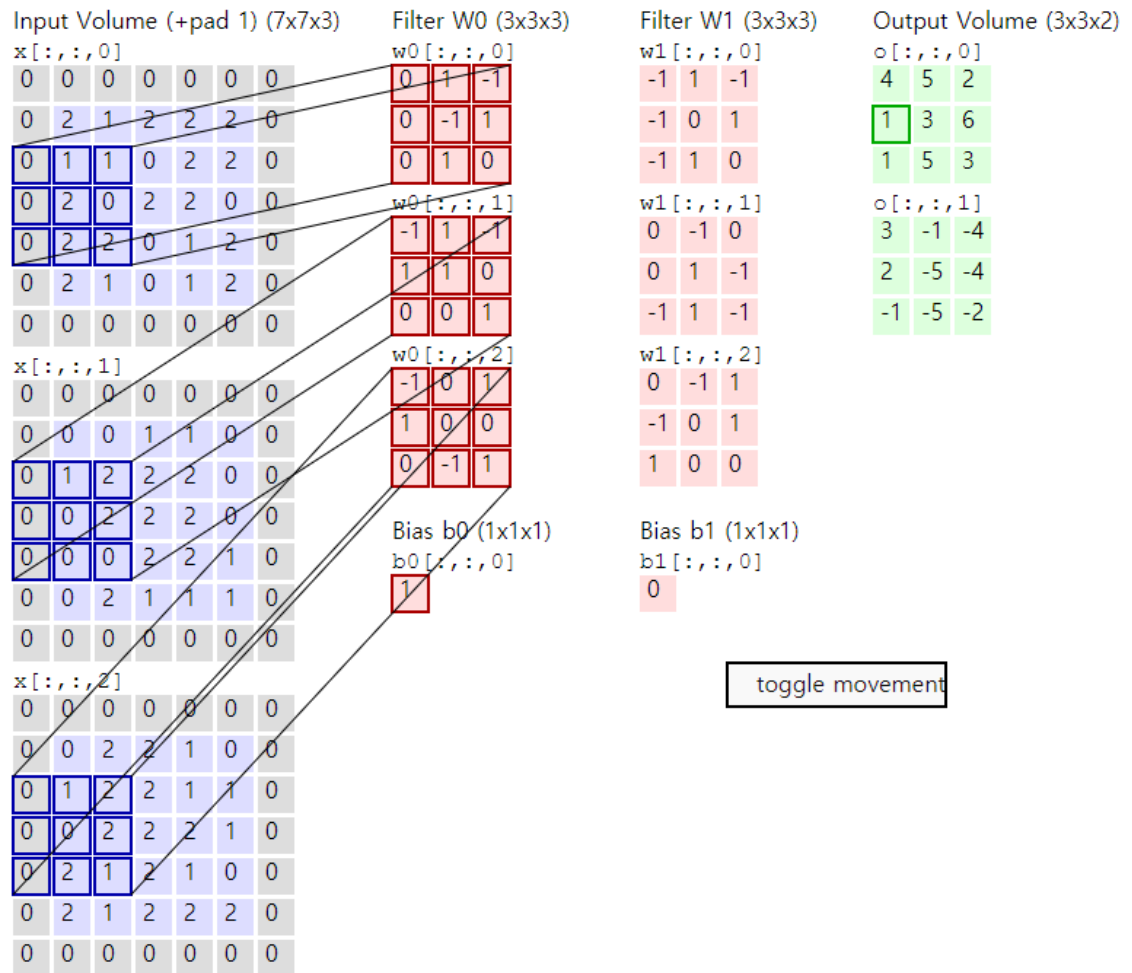 Input Volume (+pad 1) (7x7x3)
x[:,:,0]
0 0 0 0 0 0 0
0 2 1 2 2 2 0
0 1 1 0 2 2 0
0 2 0 2 2 0 0
0 2 2 0 1 2 0
0 2 1 0 1 2 0
0 0 0 0 0 0 0
x[:,:,1]
0 0 0 0 0 0 0
0 0 0 1 1 0 0
0 1 2 2 2 0 0
0 0 2 2 2 0 0
0 0 0 2 2 1 0
0 0 2 1 1 1 0
0 0 0 0 0 0 0
x[:,:,2]
0 0 0 0 0 0 0
0 0 2 2 1 0 0
0 1 2 2 1 1 0
0 0 2 2 2 1 0
0 2 1 2 1 0 0
0 2 1 2 2 2 0
0 0 0 0 0 0 0
Filter W0 (3x3x3)
w0[:,:,0]
0 1 -1
0 -1 1
0 1 0
w0[:,:,1]
-1 1 -1
1 1 0
0 0 1
w0[:,:,2]
-1 0 1
1 0 0
0 -1 1
Bias b0 (1x1x1)
b0[:,:,0]
1
Filter W1 (3x3x3)
w1[:,:,0]
-1 1 -1
-1 0 1
-1 1 0
w1[:,:,1]
0 -1 0
0 1 -1
-1 1 -1
w1[:,:,2]
0 -1 1
-1 0 1
1 0 0
Bias b1 (1x1x1)
b1[:,:,0]
0
Output Volume (3x3x2)
o[:,:,0]
4 5 2
1 3 6
1 5 3
o[:,:,1]
3 -1 -4
2 -5 -4
-1 -5 -2
toggle movement